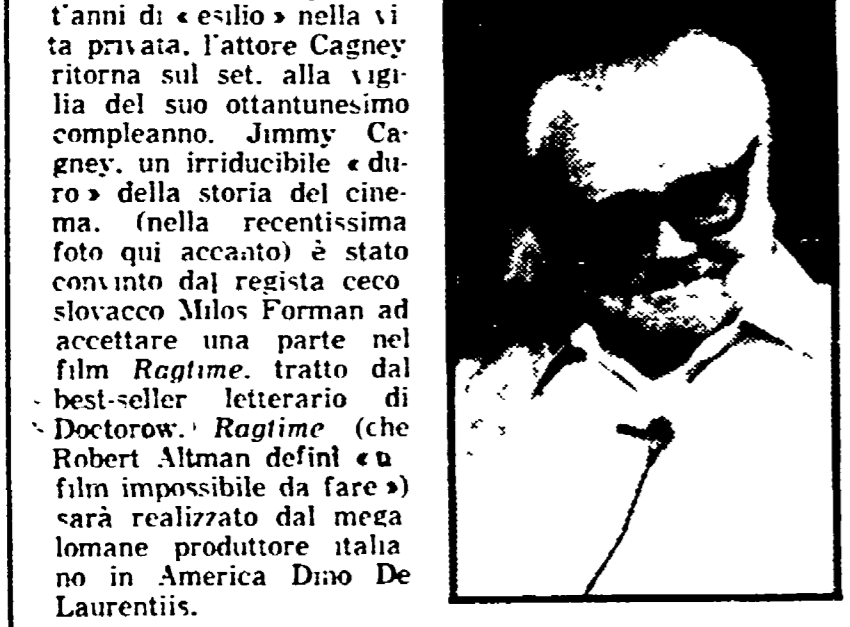 t'anni di « esilio » nella vi
ta privata, l'attore Cagney
ritorna sul set, alla vigi-
lia del suo ottantunesimo
compleanno. Jimmy Ca-
gney, un irriducibile « du-
ro » della storia del cine-
ma, (nella recentissima
foto qui accanto) è stato
convinto dal regista ceco
slovacco Milos Forman ad
accettare una parte nel
film Ragtime, tratto dal
best-seller letterario di
Doctorow. Ragtime (che
Robert Altman definì « u
film impossibile da fare »)
sarà realizzato dal mega
lomane produttore italia
no in America Dino De
Laurentiis.